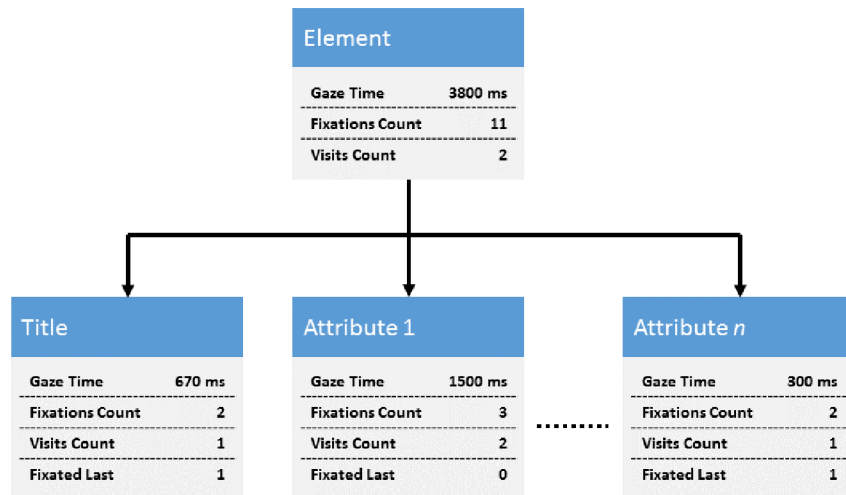 Element
Gaze Time 3800 ms
Fixations Count 11
Visits Count 2
Title
Gaze Time 670 ms
Fixations Count 2
Visits Count 1
Fixated Last 1
Attribute 1
Gaze Time 1500 ms
Fixations Count 3
Visits Count 2
Fixated Last 0
Attribute n
Gaze Time 300 ms
Fixations Count 2
Visits Count 1
Fixated Last 1